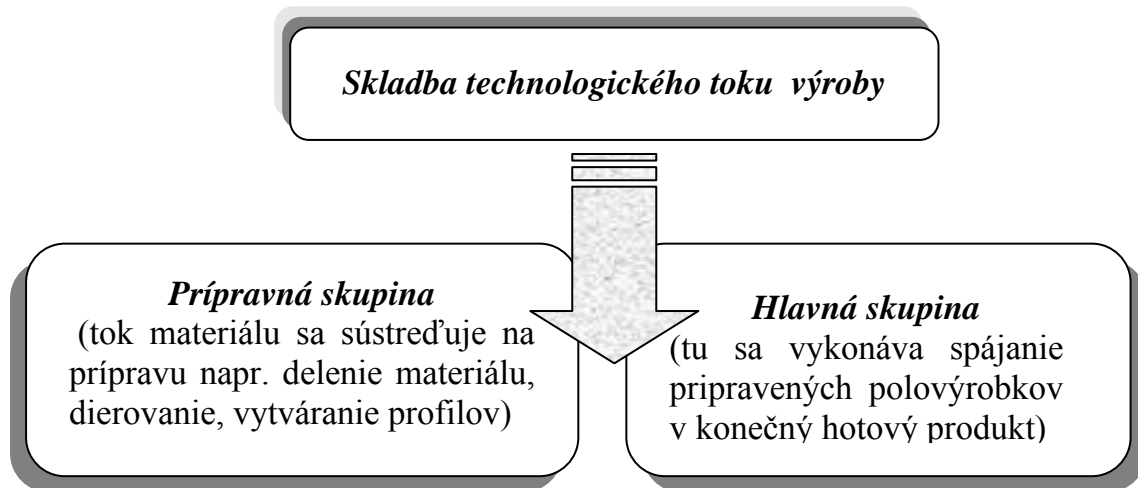 Skladba technologického toku výroby
Prípravná skupina
(tok materiálu sa sústreďuje na
prípravu napr. delenie materiálu,
dierovanie, vytváranie profilov)
Hlavná skupina
(tu sa vykonáva spájanie
pripravených polovýrobkov
v konečný hotový produkt)